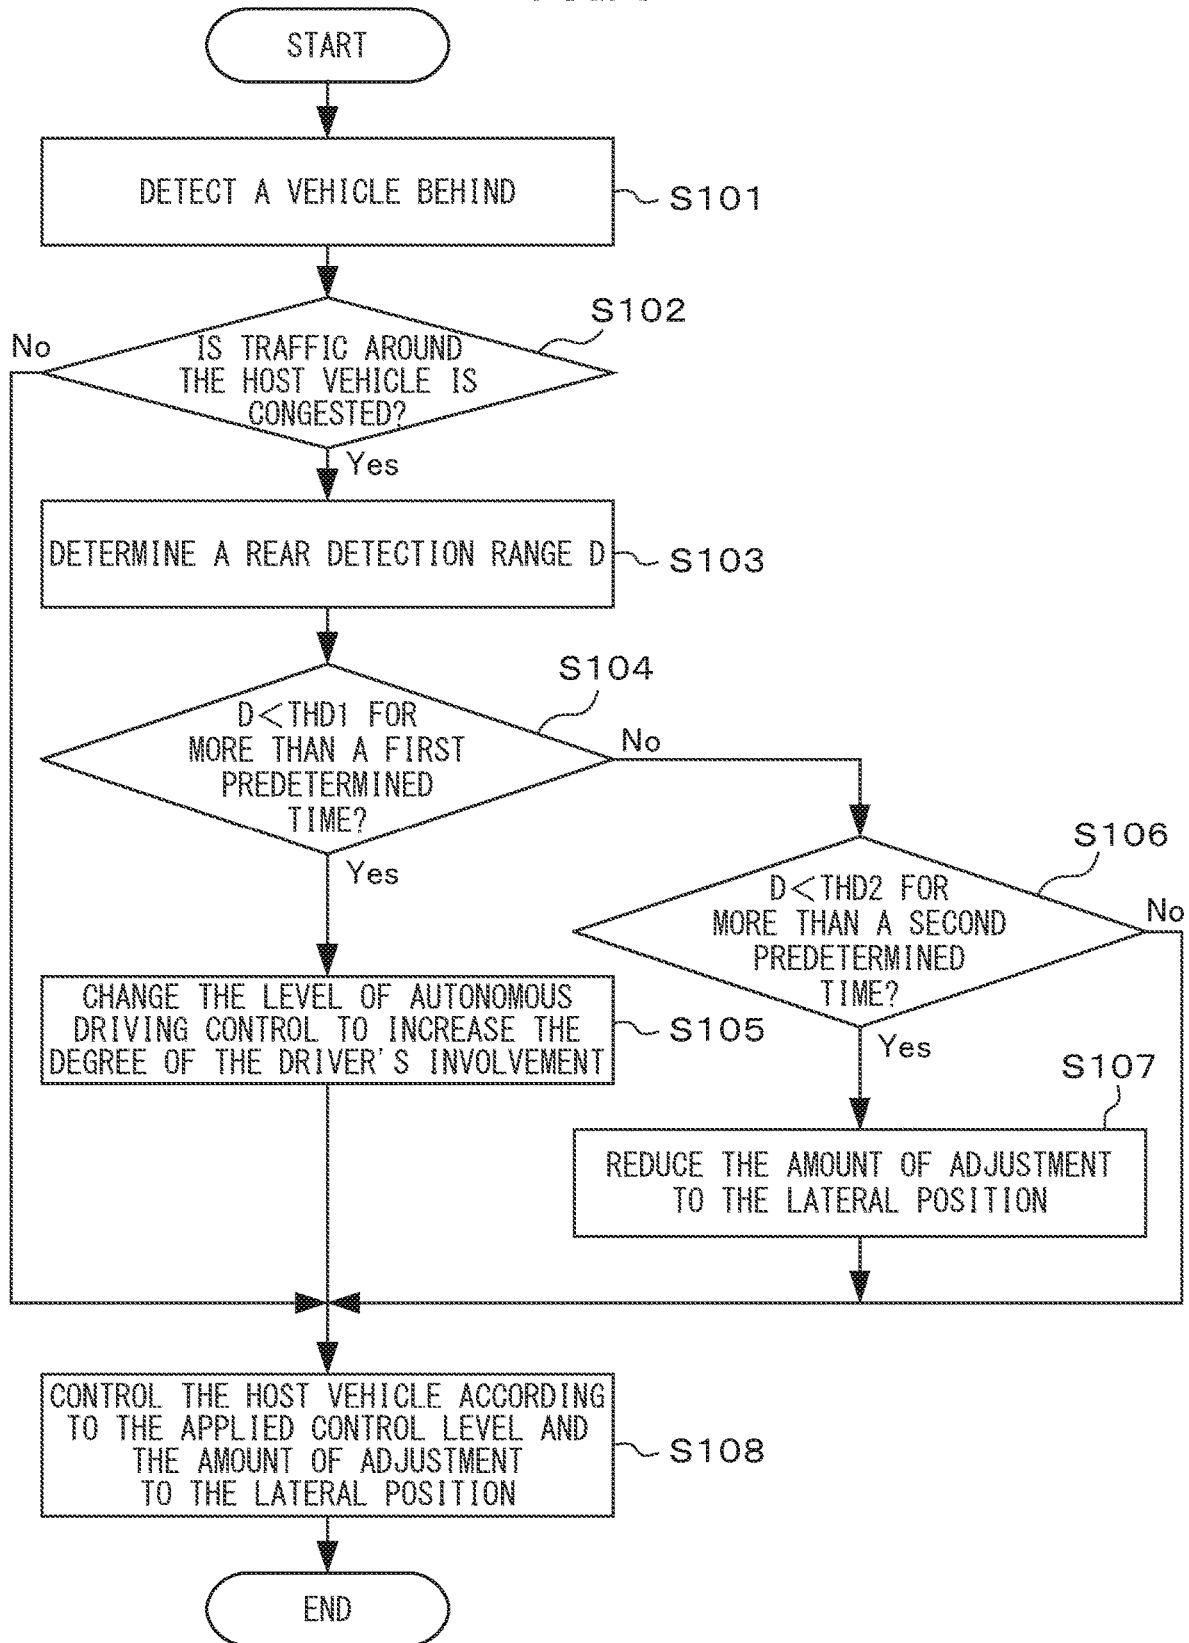 START
DETECT A VEHICLE BEHIND
S101
S102
No
IS TRAFFIC AROUND
THE HOST VEHICLE IS
CONGESTED?
Yes
DETERMINE A REAR DETECTION RANGE D
S103
S104
D<THD1 FOR
MORE THAN A FIRST
PREDETERMINED
TIME?
No
Yes
S106
D<THD2 FOR
MORE THAN A SECOND
PREDETERMINED
TIME?
No
Yes
CHANGE THE LEVEL OF AUTONOMOUS
DRIVING CONTROL TO INCREASE THE
DEGREE OF THE DRIVER'S INVOLVEMENT
S105
S107
REDUCE THE AMOUNT OF ADJUSTMENT
TO THE LATERAL POSITION
CONTROL THE HOST VEHICLE ACCORDING
TO THE APPLIED CONTROL LEVEL AND
THE AMOUNT OF ADJUSTMENT
TO THE LATERAL POSITION
S108
END